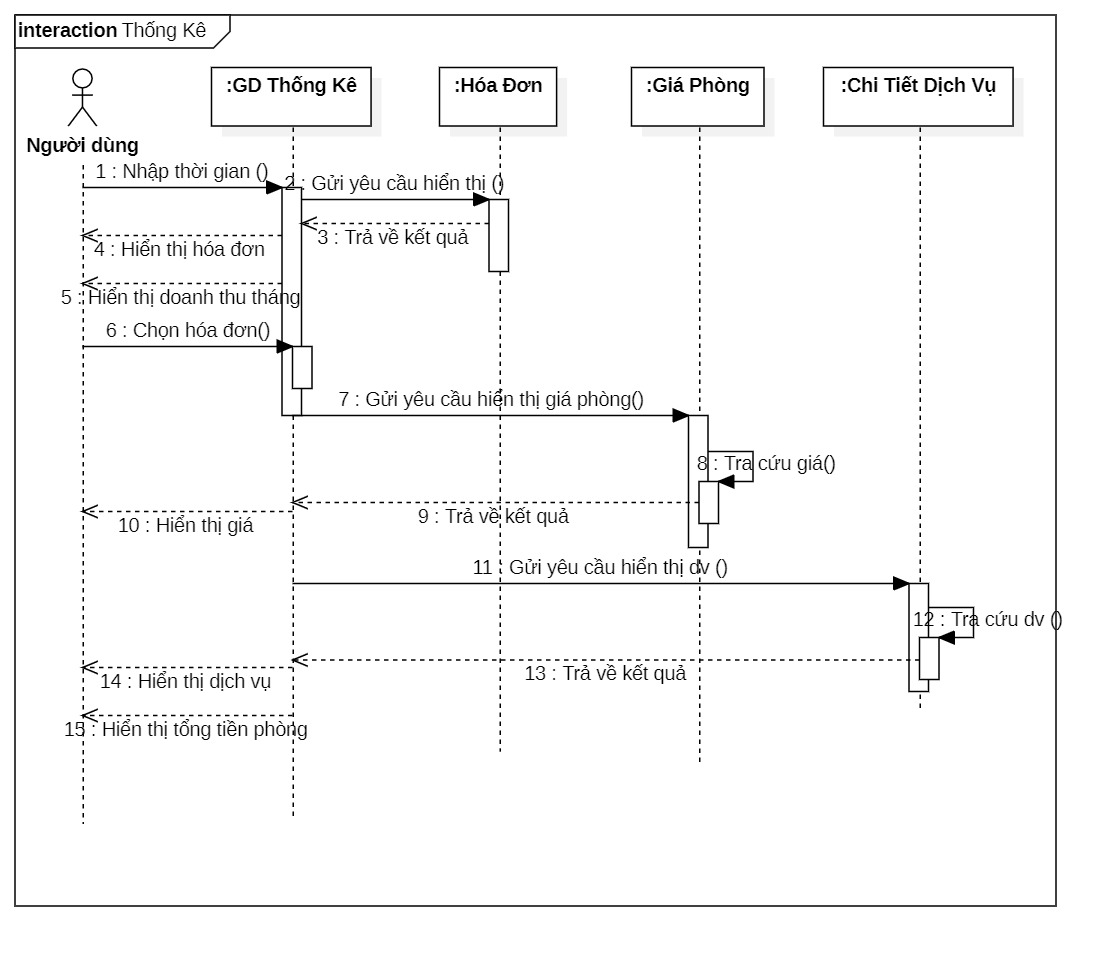 interaction Thống Kê
:GD Thống Kê
:Hóa Đơn
:Giá Phòng
:Chi Tiết Dịch Vụ
Người dùng
1 : Nhập thời gian ()
2 : Gửi yêu cầu hiển thị ()
3 : Trả về kết quả
4 : Hiển thị hóa đơn
5 : Hiển thị doanh thu tháng
6 : Chọn hóa đơn()
7 : Gửi yêu cầu hiển thị giá phòng()
8 : Tra cứu giá()
9 : Trả về kết quả
10 : Hiển thị giá
11 : Gửi yêu cầu hiển thị dv ()
12 : Tra cứu dv ()
13 : Trả về kết quả
14 : Hiển thị dịch vụ
15 : Hiển thị tổng tiền phòng